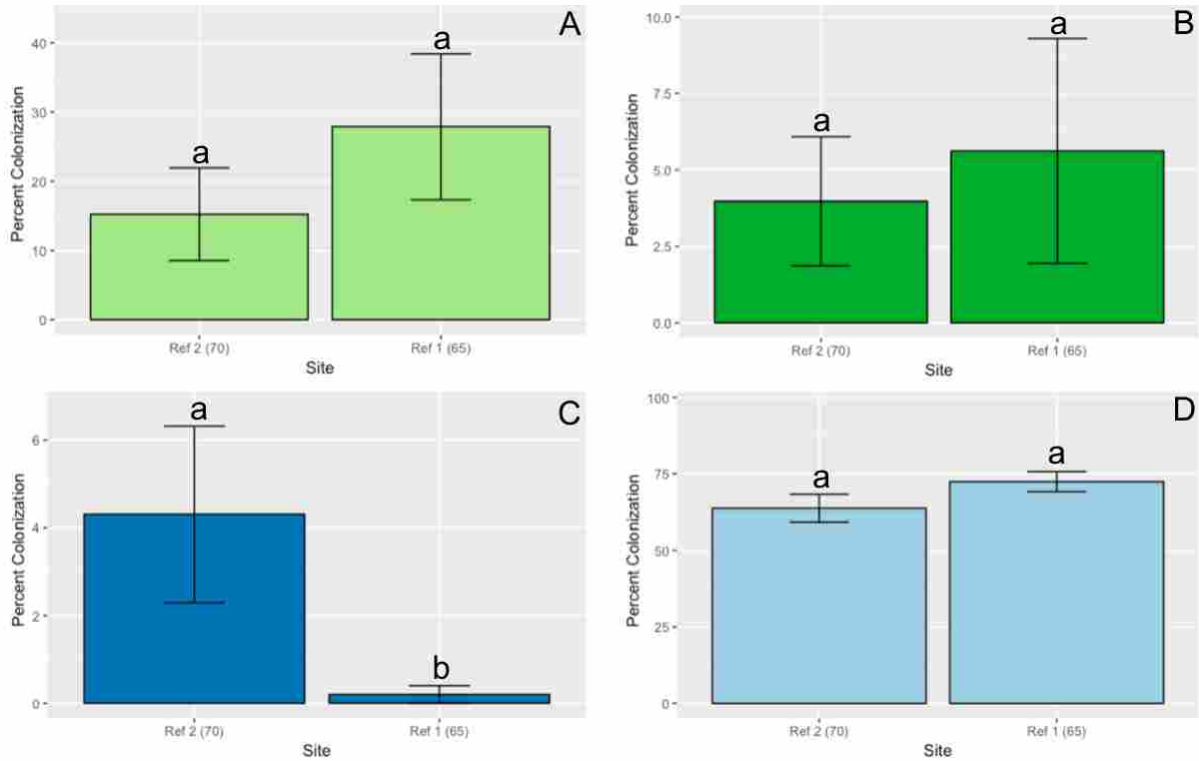 A
Percent Colonization
40
30
20
10
0
a
a
Ref 2 (70)
Ref 1 (65)
Site
B
Percent Colonization
10.0
7.5
5.0
2.5
0.0
a
a
Ref 2 (70)
Ref 1 (65)
Site
C
Percent Colonization
6
4
2
0
a
b
Ref 2 (70)
Ref 1 (65)
Site
D
Percent Colonization
100
75
50
25
0
a
a
Ref 2 (70)
Ref 1 (65)
Site